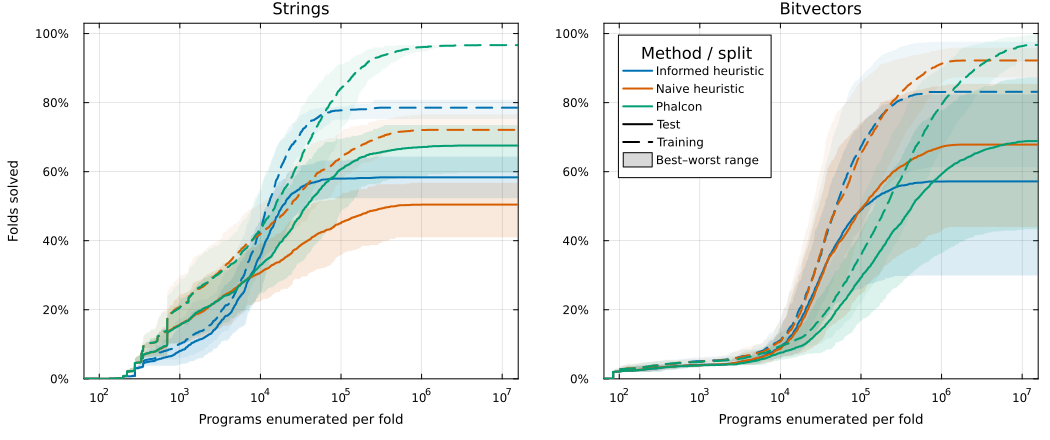 Strings
Bitvectors
Folds solved
100%
80%
60%
40%
20%
0%
10² 10³ 10⁴ 10⁵ 10⁶ 10⁷
Programs enumerated per fold
100%
80%
60%
40%
20%
0%
Method / split
Informed heuristic
Naive heuristic
Phalcon
Test
Training
Best–worst range
10² 10³ 10⁴ 10⁵ 10⁶ 10⁷
Programs enumerated per fold